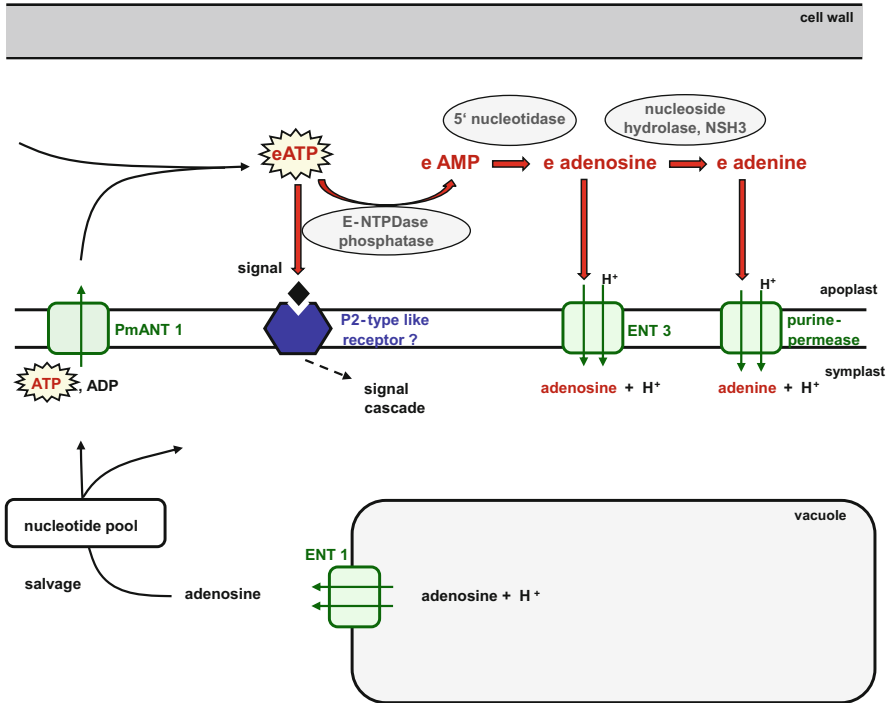 cell wall
5‘ nucleotidase
nucleoside
hydrolase, NSH3
eATP
e AMP
e adenosine
e adenine
E-NTPDase
phosphatase
signal
H+
H+
apoplast
PmANT 1
P2-type like
receptor ?
ENT 3
purine-
permease
symplast
ATP , ADP
signal
cascade
adenosine + H+
adenine + H+
nucleotide pool
vacuole
ENT 1
salvage
adenosine
adenosine + H +